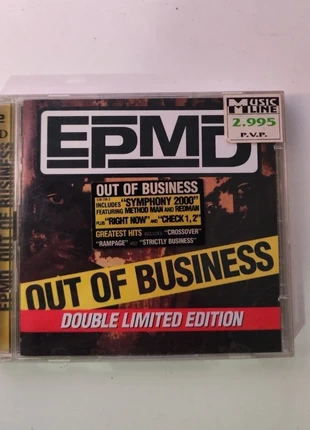 MUSIC
LINE
2.995
P.V.P.
EPMD
OUT OF BUSINESS
INCLUDES "SYMPHONY 2000"
FEATURING METHOD MAN AND REDMAN
PLUS "RIGHT NOW" AND "CHECK 1, 2"
GREATEST HITS INCLUDES "CROSSOVER"
"RAMPAGE" AND "STRICTLY BUSINESS"
OUT OF BUSINESS
DOUBLE LIMITED EDITION
EPMD OUT OF BUSINESS